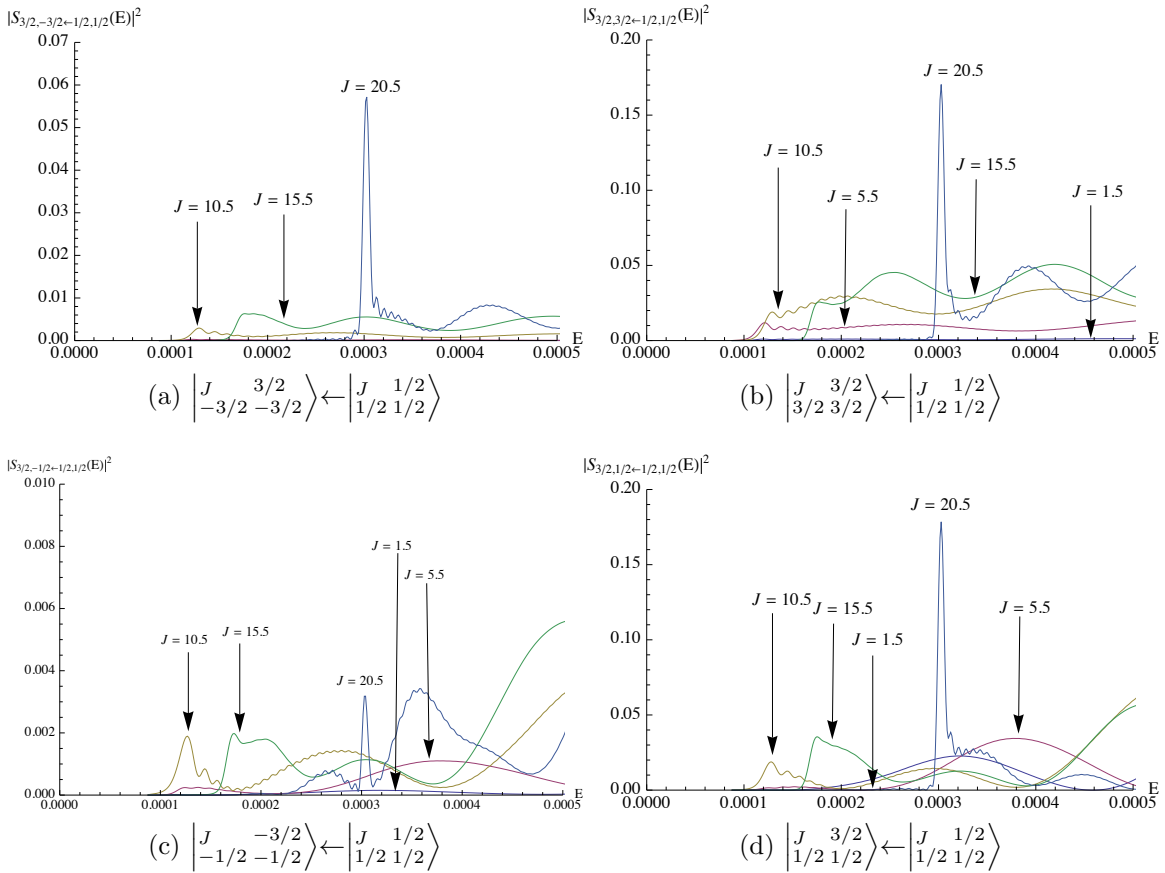 |S3/2,−3/2←1/2,1/2(E)|²
0.07
0.06
0.05
0.04
0.03
0.02
0.01
0.00
J = 20.5
J = 10.5
J = 15.5
0.0000 0.0001 0.0002 0.0003 0.0004 0.0005
E
(a) |J 3/2 −3/2 −3/2⟩←|J 1/2 1/2 1/2⟩
|S3/2,3/2←1/2,1/2(E)|²
0.20
0.15
0.10
0.05
0.00
J = 20.5
J = 10.5
J = 15.5
J = 5.5
J = 1.5
0.0000 0.0001 0.0002 0.0003 0.0004 0.0005
E
(b) |J 3/2 3/2 3/2⟩←|J 1/2 1/2 1/2⟩
|S3/2,−1/2←1/2,1/2(E)|²
0.010
0.008
0.006
0.004
0.002
0.000
J = 1.5
J = 5.5
J = 10.5
J = 15.5
J = 20.5
0.0000 0.0001 0.0002 0.0003 0.0004 0.0005
E
(c) |J −3/2 −1/2 −1/2⟩←|J 1/2 1/2 1/2⟩
|S3/2,1/2←1/2,1/2(E)|²
0.20
0.15
0.10
0.05
0.00
J = 20.5
J = 10.5
J = 15.5
J = 5.5
J = 1.5
0.0000 0.0001 0.0002 0.0003 0.0004 0.0005
E
(d) |J 3/2 1/2 1/2⟩←|J 1/2 1/2 1/2⟩